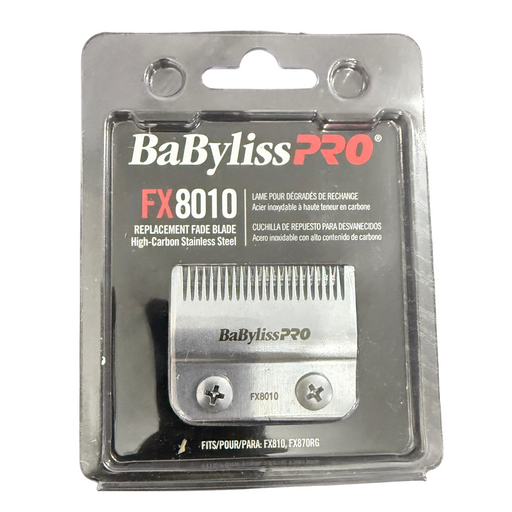 BaBylissPRO®
FX8010
REPLACEMENT FADE BLADE
High-Carbon Stainless Steel
LAME POUR DÉGRADÉS DE RECHANGE
Acier inoxydable à haute teneur en carbone
CUCHILLA DE REPUESTO PARA DESVANECIDOS
Acero inoxidable con alto contenido de carbono
BaBylissPRO
FX8010
FITS/POUR/PARA: FX810, FX870RG